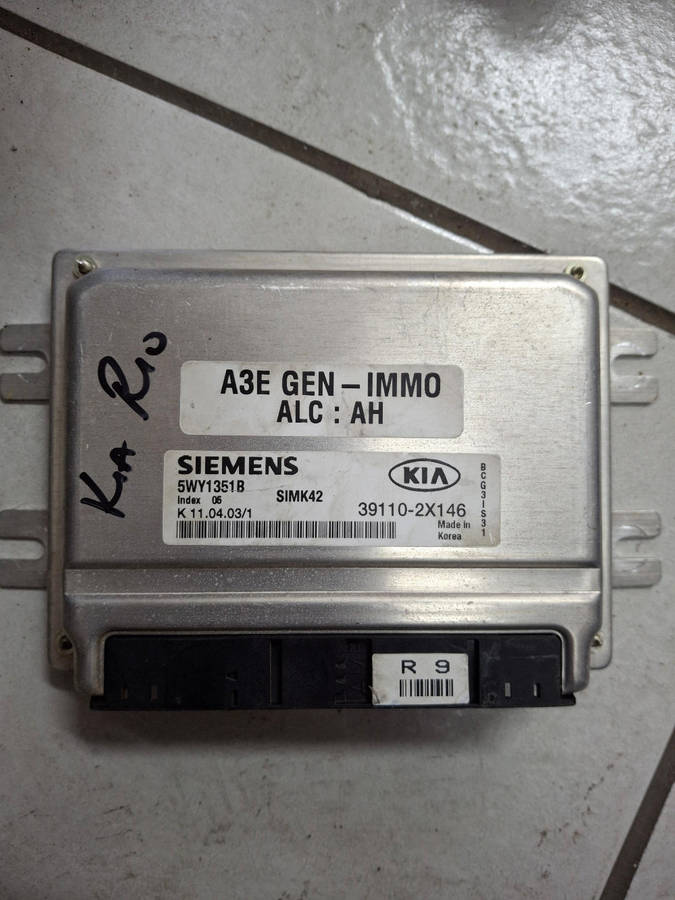 Kia Rio
A3E GEN – IMMO
ALC : AH
SIEMENS
5WY1351B
Index 05
SIMK42
K 11.04.03/1
KIA
39110-2X146
Made in
Korea
BCG3IS31
R 9